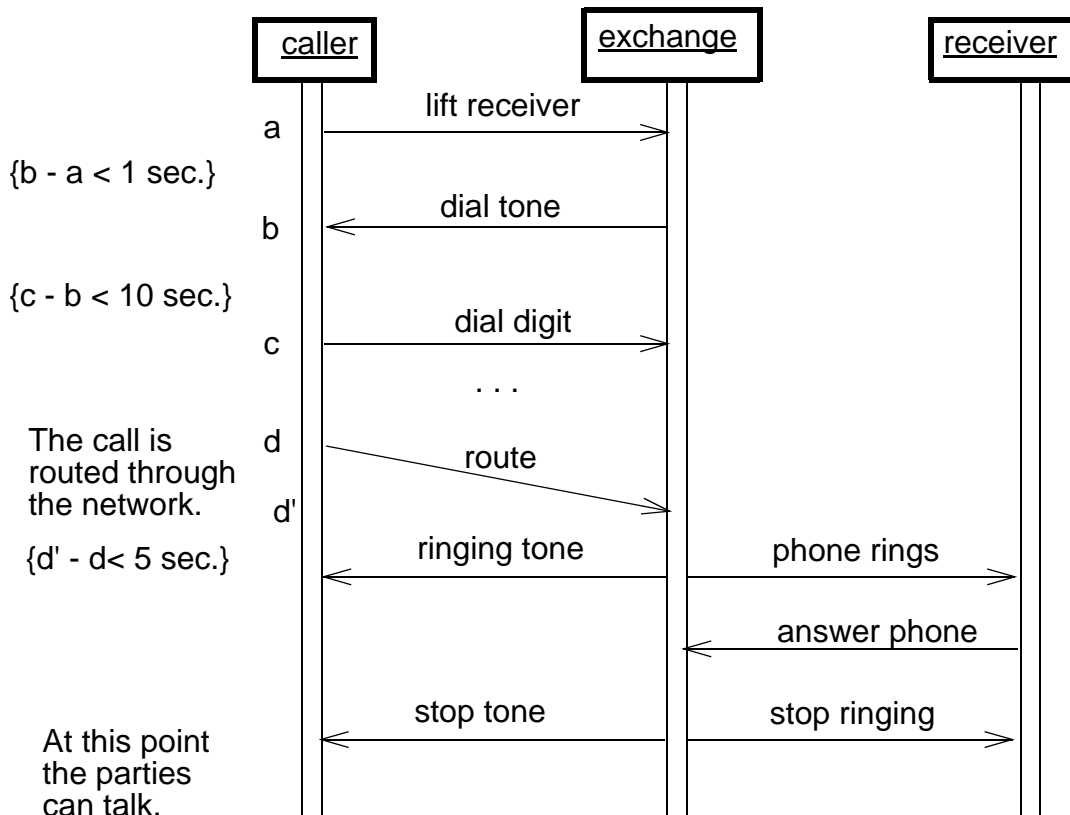 caller
exchange
receiver
lift receiver
a
{b - a < 1 sec.}
dial tone
b
{c - b < 10 sec.}
dial digit
c
. . .
The call is
routed through
the network.
d
route
d'
{d' - d< 5 sec.}
ringing tone
phone rings
answer phone
stop tone
stop ringing
At this point
the parties
can talk.